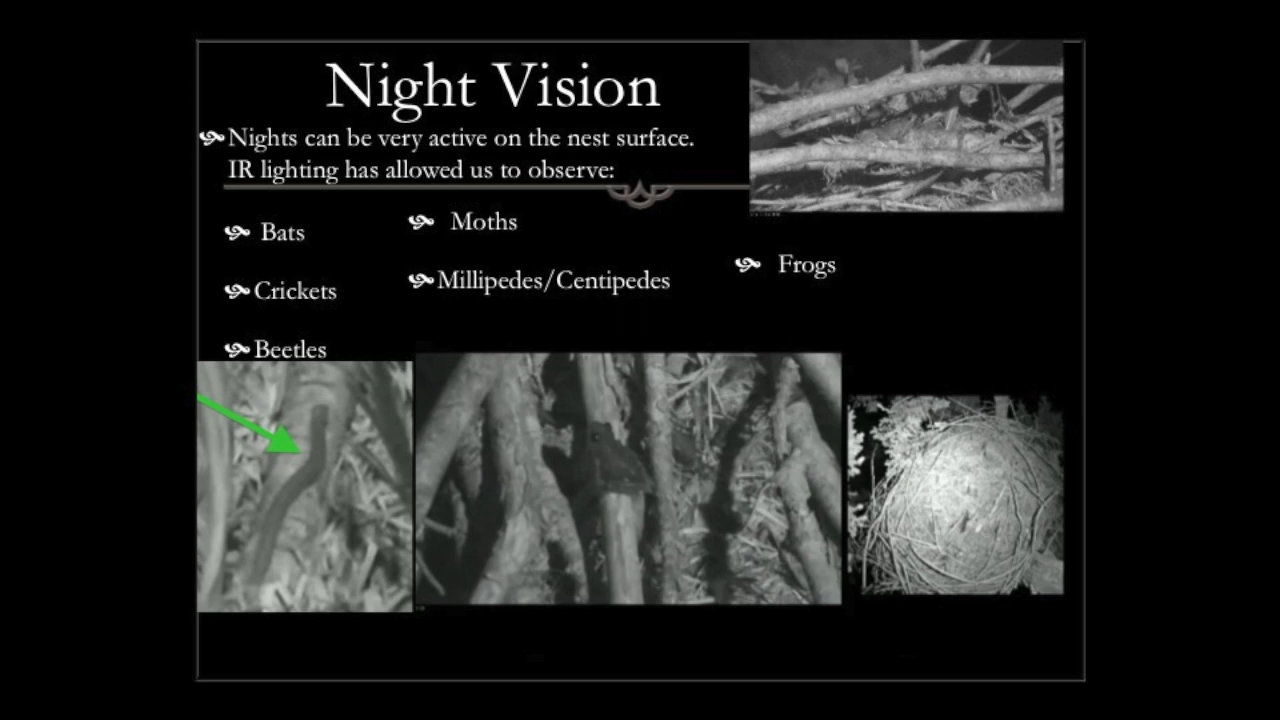 Night Vision
Nights can be very active on the nest surface.
IR lighting has allowed us to observe:
Bats
Crickets
Beetles
Moths
Millipedes/Centipedes
Frogs